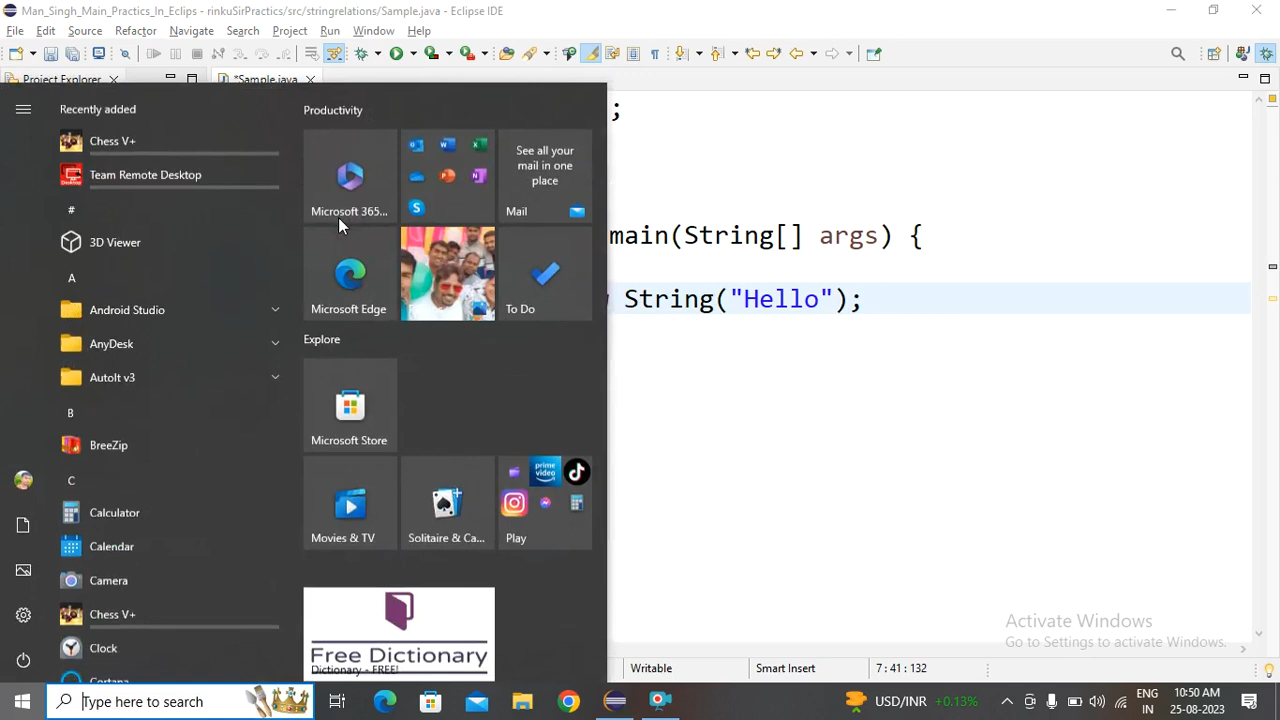 Man_Singh_Main_Practics_In_Eclips - rinkuSirPractics/src/stringrelations/Sample.java - Eclipse IDE
File Edit Source Refactor Navigate Search Project Run Window Help
Project Explorer
*Sample.java
Recently added
Chess V+
Team Remote Desktop
#
3D Viewer
A
Android Studio
AnyDesk
AutoIt v3
B
BreeZip
C
Calculator
Calendar
Camera
Chess V+
Clock
Productivity
Microsoft 365...
See all your
mail in one
place
Mail
Microsoft Edge
To Do
Explore
Microsoft Store
prime
video
Movies & TV
Solitaire & Ca...
Play
Free Dictionary
Dictionary - FREE!
;
main(String[] args) {
String("Hello");
Activate Windows
Go to Settings to activate Windows.
Writable
Smart Insert
7 : 41 : 132
Type here to search
USD/INR +0.13%
ENG
IN
10:50 AM
25-08-2023